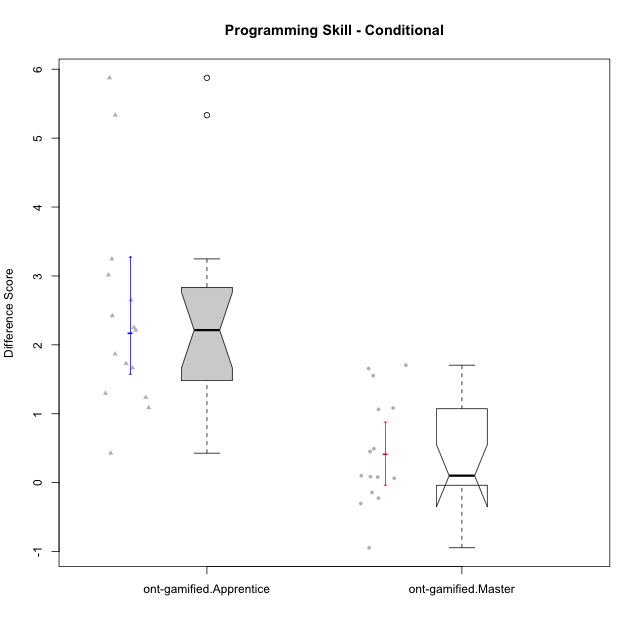 Programming Skill - Conditional
Difference Score
6
5
4
3
2
1
0
-1
ont-gamified.Apprentice
ont-gamified.Master